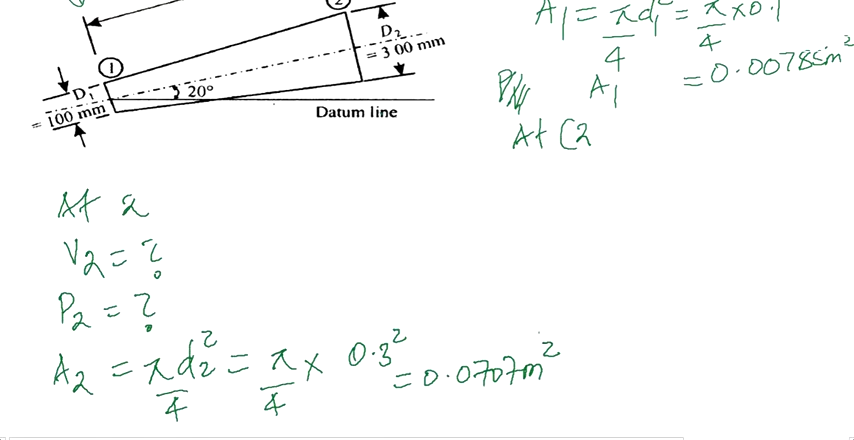 ②
D₂
= 300 mm
①
D₁
= 100 mm
20°
Datum line
A₁ = πd₁²/4 = π/4 × 0.1
= 0.00785m²
A₁
At (2
At 2
V₂ = ?
P₂ = ?
A₂ = πd₂²/4 = π/4 × 0.3² = 0.0707m²